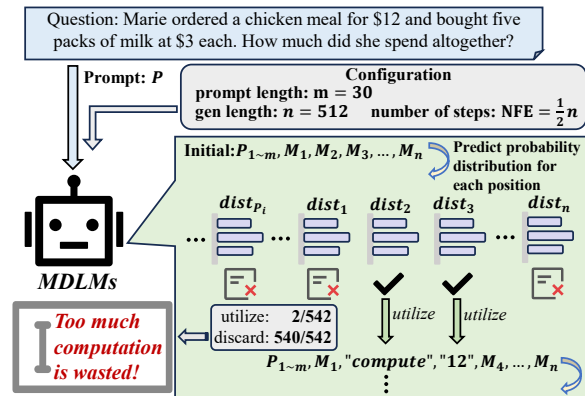 Question: Marie ordered a chicken meal for $12 and bought five
packs of milk at $3 each. How much did she spend altogether?
Prompt: P
Configuration
prompt length: m = 30
gen length: n = 512 number of steps: NFE = 1/2 n
Initial: P₁~ₘ, M₁, M₂, M₃, …, Mₙ
Predict probability
distribution for
each position
dist_Pᵢ dist₁ dist₂ dist₃ distₙ
... ... ...
MDLMs
utilize: 2/542
discard: 540/542
utilize utilize
Too much
computation
is wasted!
P₁~ₘ, M₁, "compute", "12", M₄, …, Mₙ
⋮